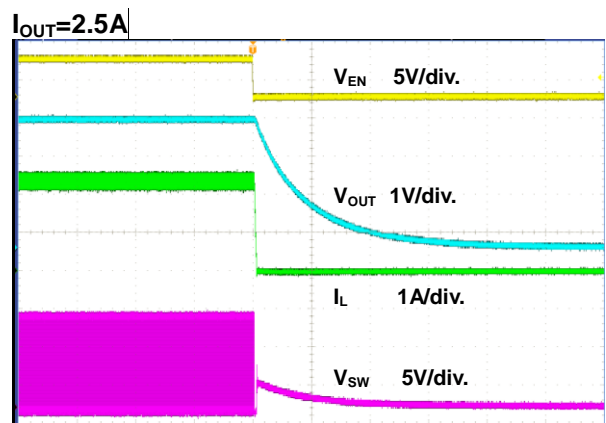 IOUT=2.5A
VEN 5V/div.
VOUT 1V/div.
IL 1A/div.
VSW 5V/div.